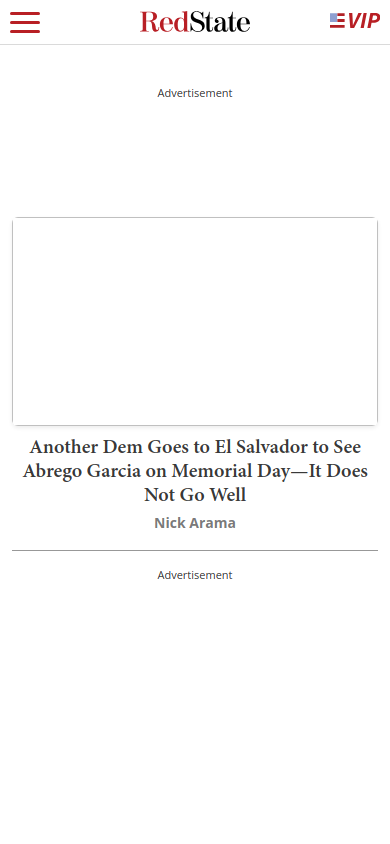 RedState
VIP
Advertisement
Another Dem Goes to El Salvador to See
Abrego Garcia on Memorial Day—It Does
Not Go Well
Nick Arama
Advertisement